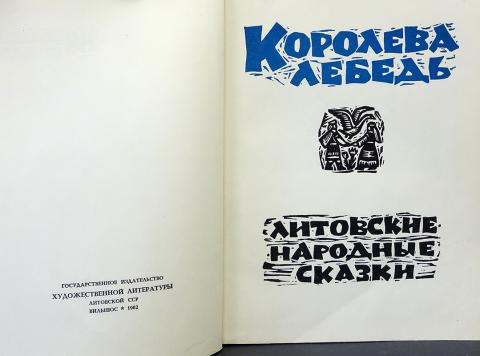 ГОСУДАРСТВЕННОЕ ИЗДАТЕЛЬСТВО
ХУДОЖЕСТВЕННОЙ ЛИТЕРАТУРЫ
ЛИТОВСКОЙ ССР
ВИЛЬНЮС * 1962
КОРОЛЕВА
ЛЕБЕДЬ
ЛИТОВСКИЕ
НАРОДНЫЕ
СКАЗКИ